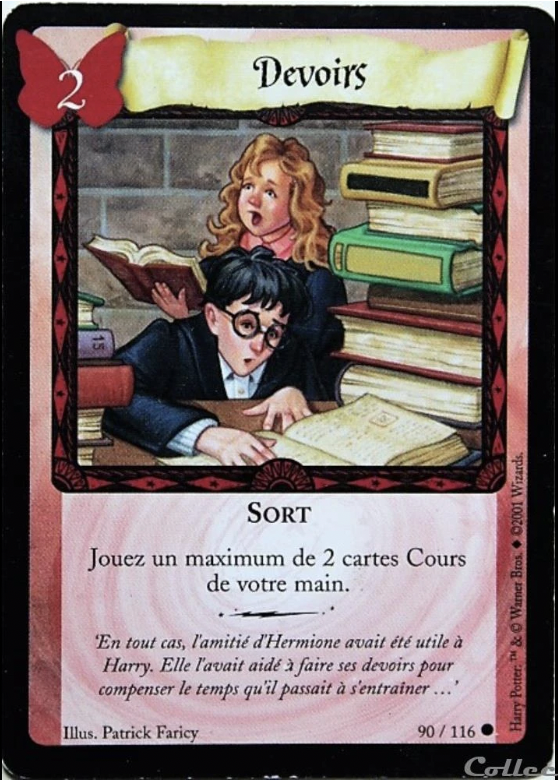 2
Devoirs
15
SORT
Jouez un maximum de 2 cartes Cours
de votre main.
'En tout cas, l'amitié d'Hermione avait été utile à
Harry. Elle l'avait aidé à faire ses devoirs pour
compenser le temps qu'il passait à s'entraîner …'
Illus. Patrick Faricy
90 / 116
Harry Potter, ™ & © Warner Bros. ◆ ©2001 Wizards.